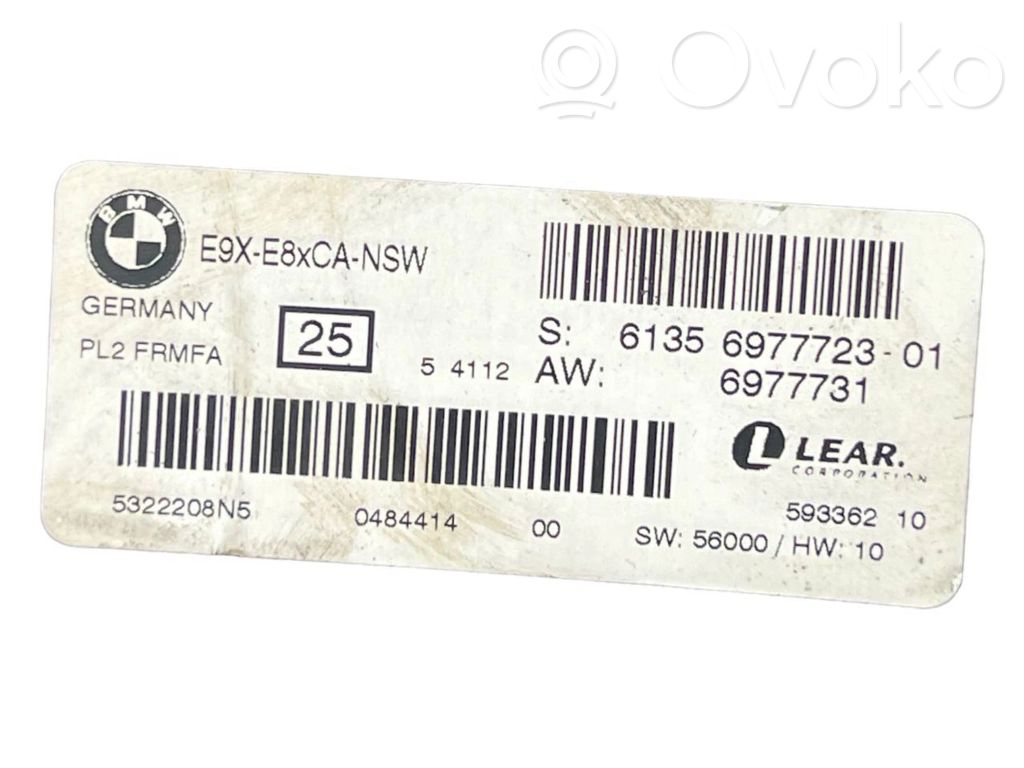 Ovoko
BMW
E9X-E8xCA-NSW
GERMANY
PL2 FRMFA
25
5 4112
S: 6135 6977723-01
AW: 6977731
LEAR.
CORPORATION
5322208N5 0484414 00
593362 10
SW: 56000 / HW: 10